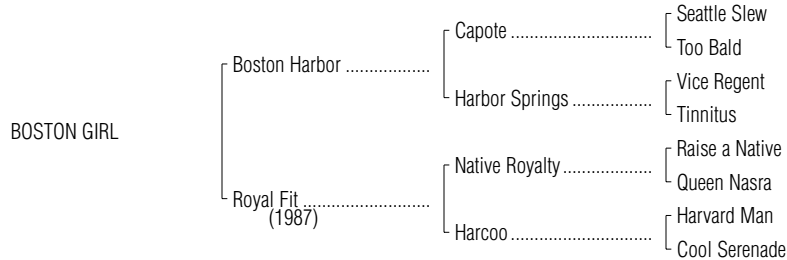 Seattle Slew
Capote ..............................
Too Bald
Boston Harbor ..................
Vice Regent
Harbor Springs .................
Tinnitus
BOSTON GIRL
Raise a Native
Native Royalty ...................
Queen Nasra
Royal Fit ...........................
(1987)
Harvard Man
Harcoo ..............................
Cool Serenade